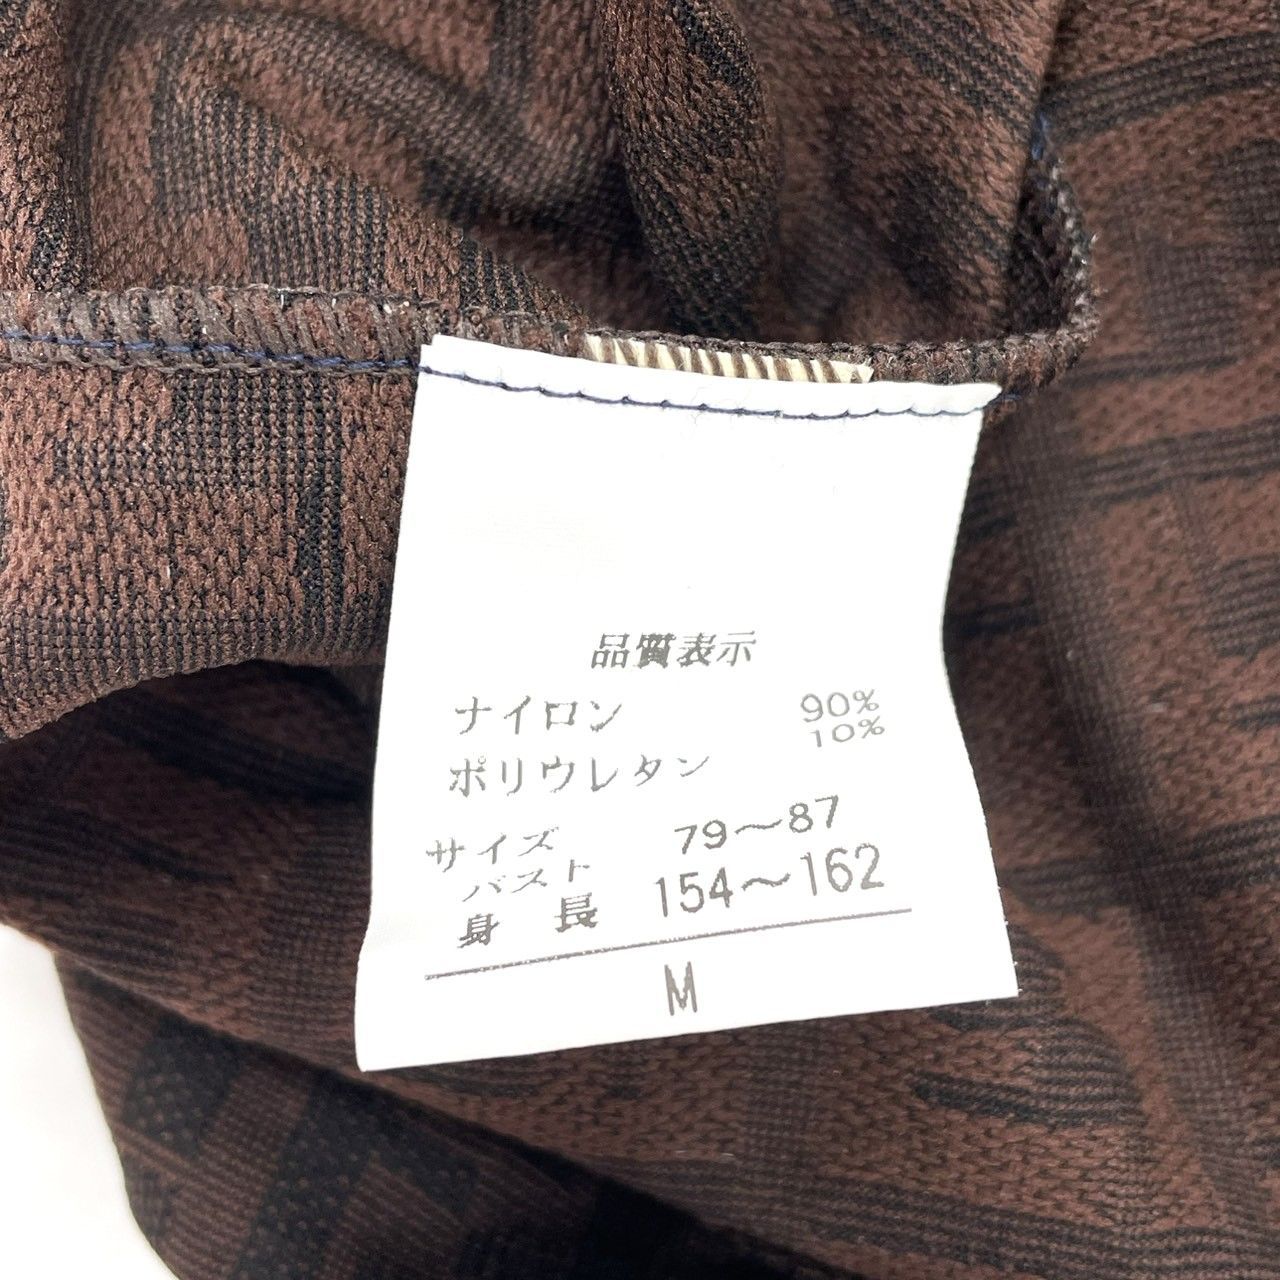 品質表示
ナイロン 90%
ポリウレタン 10%
サイズ
バスト 79～87
身長 154～162
M